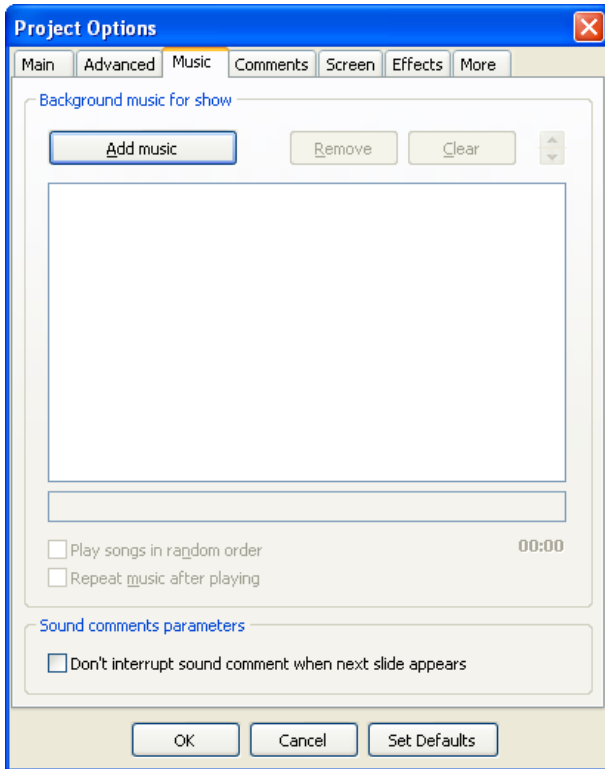 Project Options
Main Advanced Music Comments Screen Effects More
Background music for show
Add music Remove Clear
Play songs in random order 00:00
Repeat music after playing
Sound comments parameters
Don't interrupt sound comment when next slide appears
OK Cancel Set Defaults